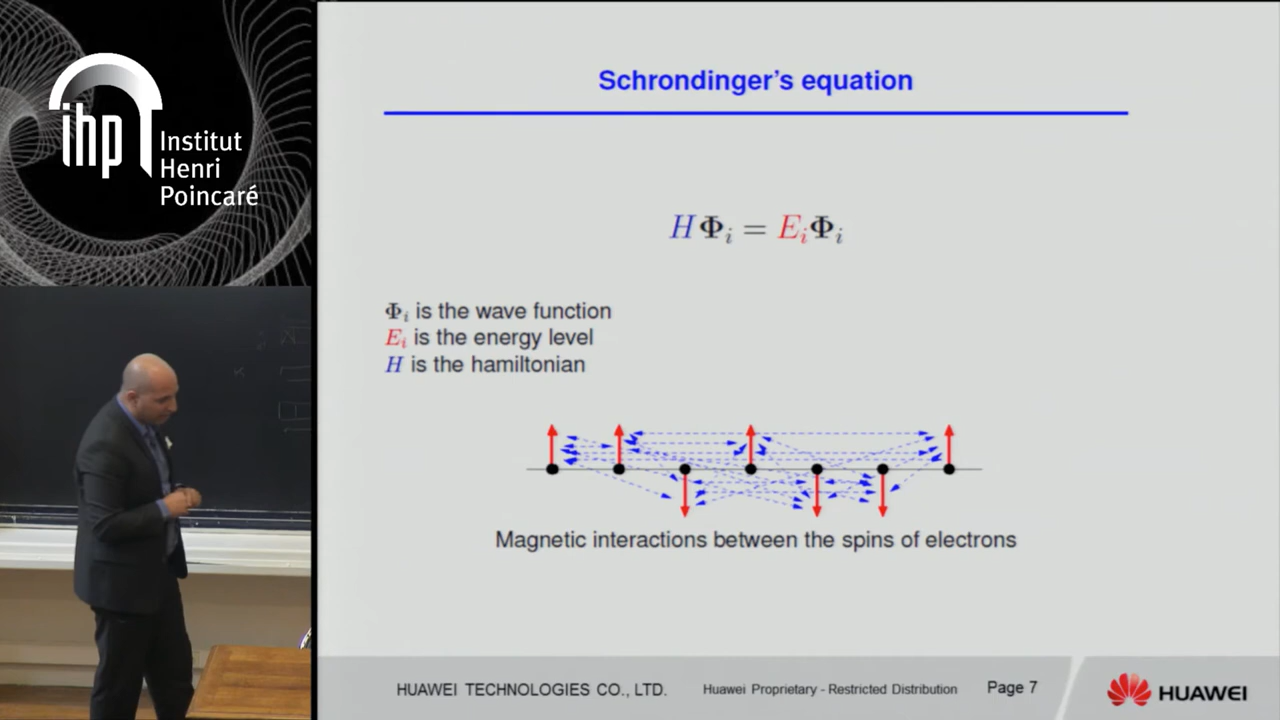 ihp
Institut
Henri
Poincaré
Schrondinger's equation
HΦi = EiΦi
Φi is the wave function
Ei is the energy level
H is the hamiltonian
Magnetic interactions between the spins of electrons
HUAWEI TECHNOLOGIES CO., LTD.
Huawei Proprietary - Restricted Distribution
Page 7
HUAWEI